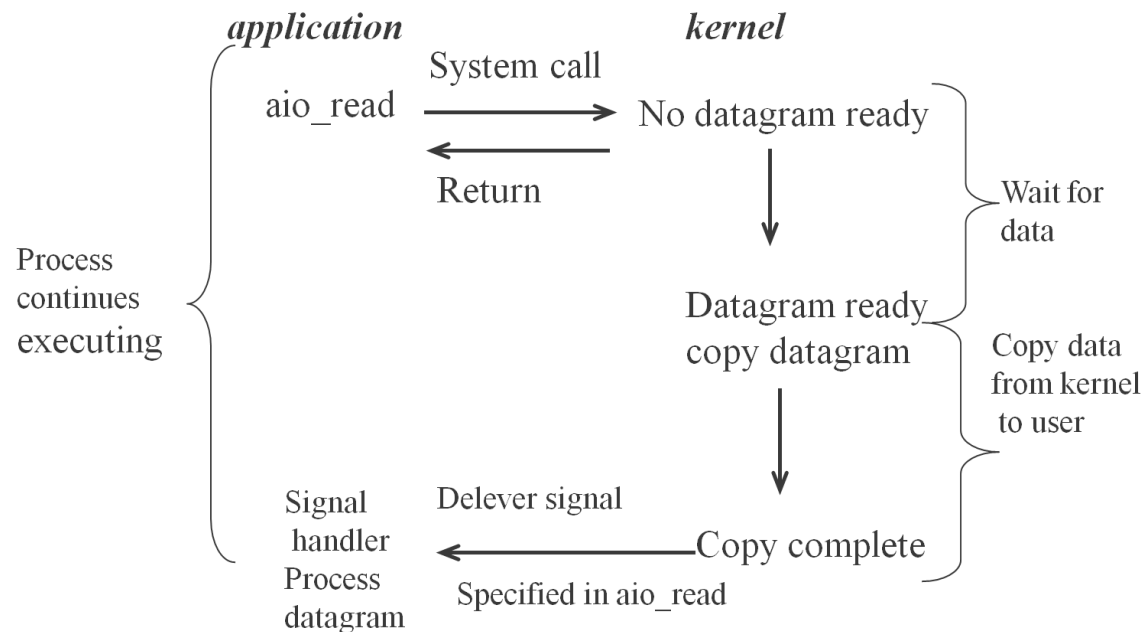 application
kernel
System call
aio_read
No datagram ready
Return
Wait for
data
Process
continues
executing
Datagram ready
copy datagram
Copy data
from kernel
to user
Signal
handler
Process
datagram
Delever signal
Specified in aio_read
Copy complete